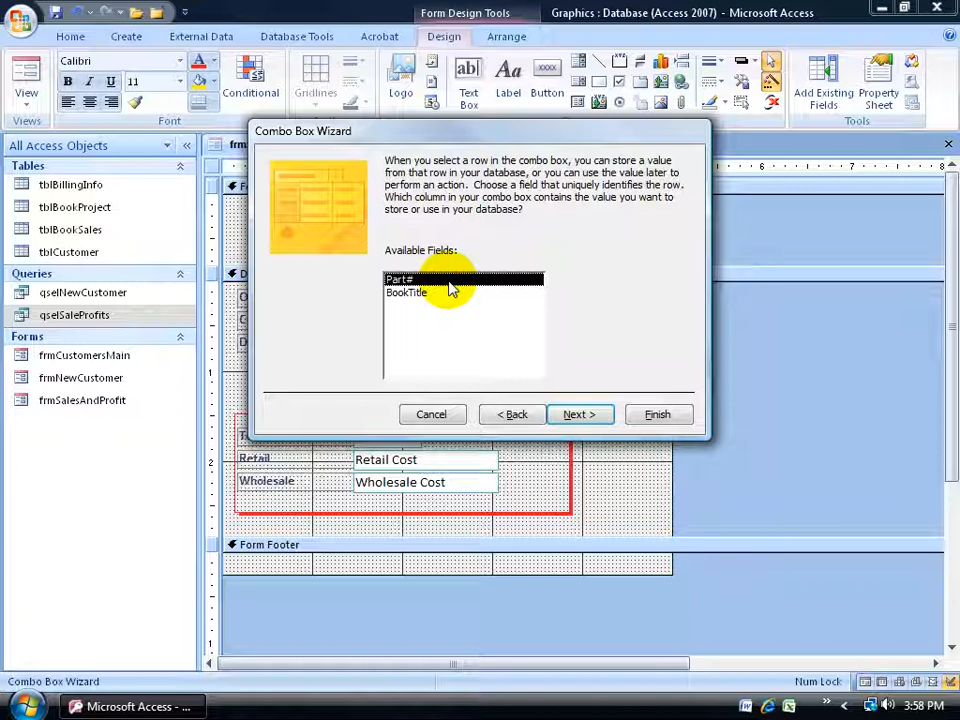 Form Design Tools
Graphics : Database (Access 2007) - Microsoft Access
Home
Create
External Data
Database Tools
Acrobat
Design
Arrange
View
Views
Calibri
B I U
11
Font
Conditional
Gridlines
Logo
ab|
Text
Box
Aa
Label
xxxx
Button
Add Existing
Fields
Property
Sheet
Tools
All Access Objects
Tables
tblBillingInfo
tblBookProject
tblBookSales
tblCustomer
Queries
qselNewCustomer
qselSaleProfits
Forms
frmCustomersMain
frmNewCustomer
frmSalesAndProfit
Combo Box Wizard
When you select a row in the combo box, you can store a value
from that row in your database, or you can use the value later to
perform an action. Choose a field that uniquely identifies the row.
Which column in your combo box contains the value you want to
store or use in your database?
Available Fields:
Part#
BookTitle
Cancel
< Back
Next >
Finish
Retail
Retail Cost
Wholesale
Wholesale Cost
Form Footer
Combo Box Wizard
Num Lock
Microsoft Access - ...
3:58 PM